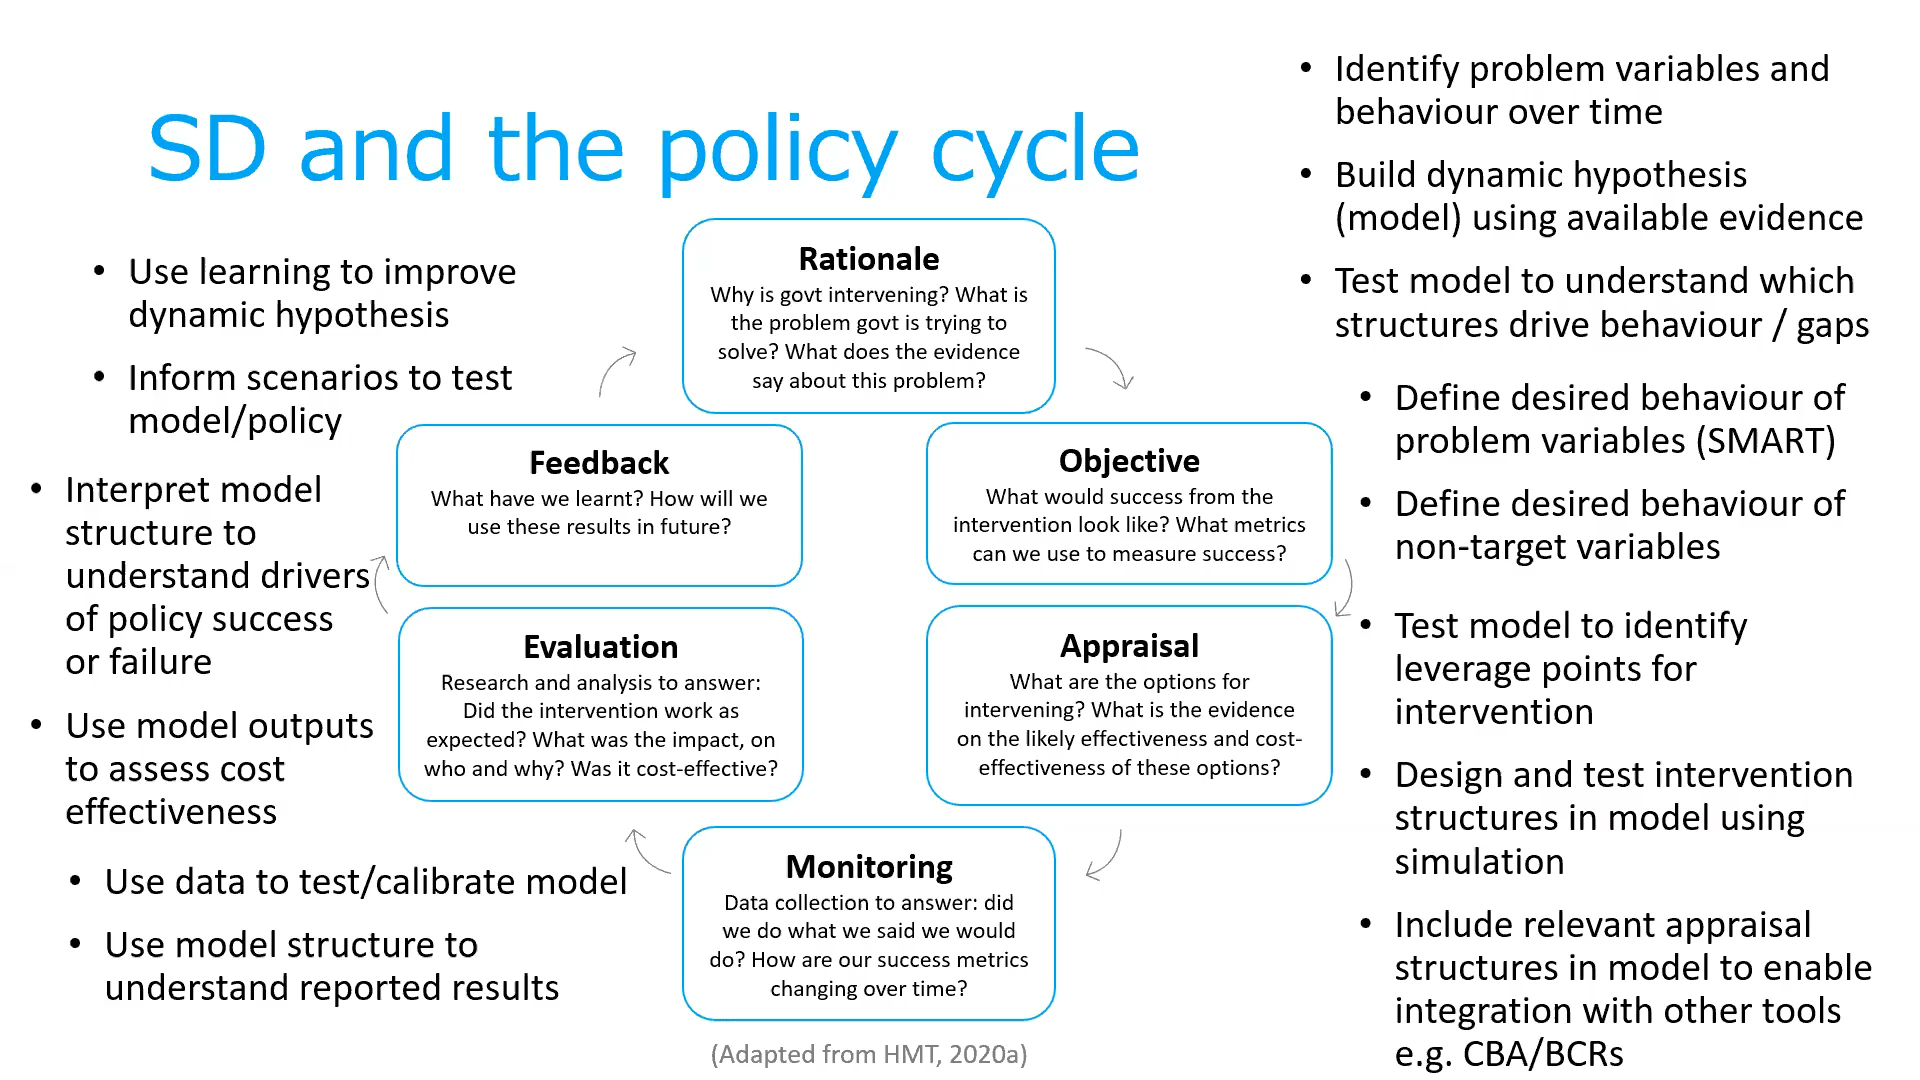 SD and the policy cycle
• Identify problem variables and
behaviour over time
• Build dynamic hypothesis
(model) using available evidence
• Test model to understand which
structures drive behaviour / gaps
Rationale
Why is govt intervening? What is
the problem govt is trying to
solve? What does the evidence
say about this problem?
• Define desired behaviour of
problem variables (SMART)
• Define desired behaviour of
non-target variables
Objective
What would success from the
intervention look like? What metrics
can we use to measure success?
• Test model to identify
leverage points for
intervention
• Design and test intervention
structures in model using
simulation
• Include relevant appraisal
structures in model to enable
integration with other tools
e.g. CBA/BCRs
Appraisal
What are the options for
intervening? What is the evidence
on the likely effectiveness and cost-
effectiveness of these options?
Monitoring
Data collection to answer: did
we do what we said we would
do? How are our success metrics
changing over time?
• Use data to test/calibrate model
• Use model structure to
understand reported results
Evaluation
Research and analysis to answer:
Did the intervention work as
expected? What was the impact, on
who and why? Was it cost-effective?
• Interpret model
structure to
understand drivers
of policy success
or failure
• Use model outputs
to assess cost
effectiveness
Feedback
What have we learnt? How will we
use these results in future?
• Use learning to improve
dynamic hypothesis
• Inform scenarios to test
model/policy
(Adapted from HMT, 2020a)